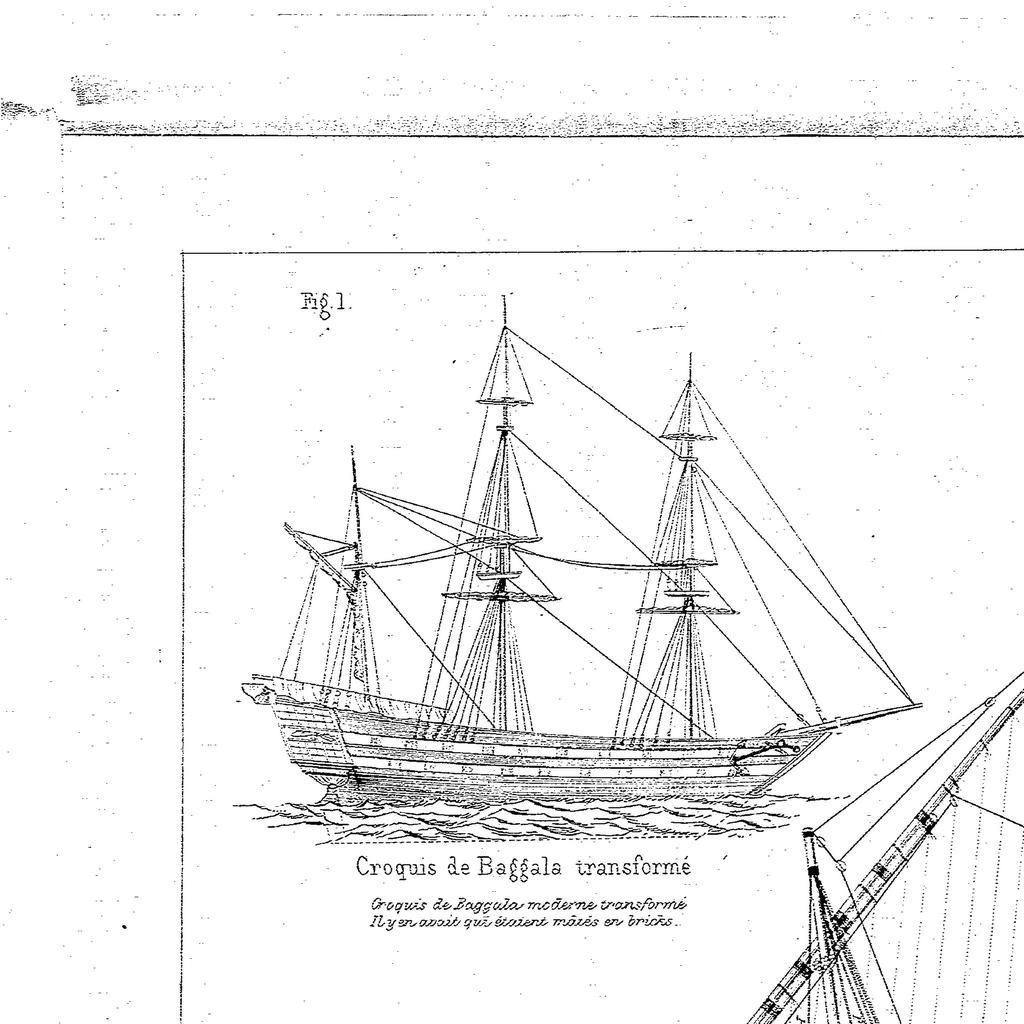 Fig. 1.
Croquis de Baggala transformé
Croquis de Baggala moderne transformé
Il y en avait qui étaient mâtés en bricks.